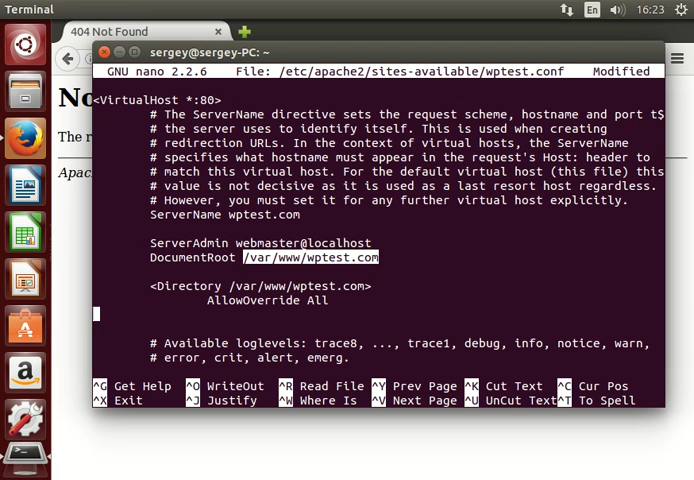 Terminal En 16:23
404 Not Found
sergey@sergey-PC: ~
GNU nano 2.2.6 File: /etc/apache2/sites-available/wptest.conf Modified
No
<VirtualHost *:80>
# The ServerName directive sets the request scheme, hostname and port t$
# the server uses to identify itself. This is used when creating
The r
# redirection URLs. In the context of virtual hosts, the ServerName
# specifies what hostname must appear in the request's Host: header to
Apac
# match this virtual host. For the default virtual host (this file) this
# value is not decisive as it is used as a last resort host regardless.
# However, you must set it for any further virtual host explicitly.
ServerName wptest.com
ServerAdmin webmaster@localhost
DocumentRoot /var/www/wptest.com
<Directory /var/www/wptest.com>
AllowOverride All
# Available loglevels: trace8, ..., trace1, debug, info, notice, warn,
# error, crit, alert, emerg.
^G Get Help ^O WriteOut ^R Read File ^Y Prev Page ^K Cut Text ^C Cur Pos
^X Exit ^J Justify ^W Where Is ^V Next Page ^U UnCut Text ^T To Spell